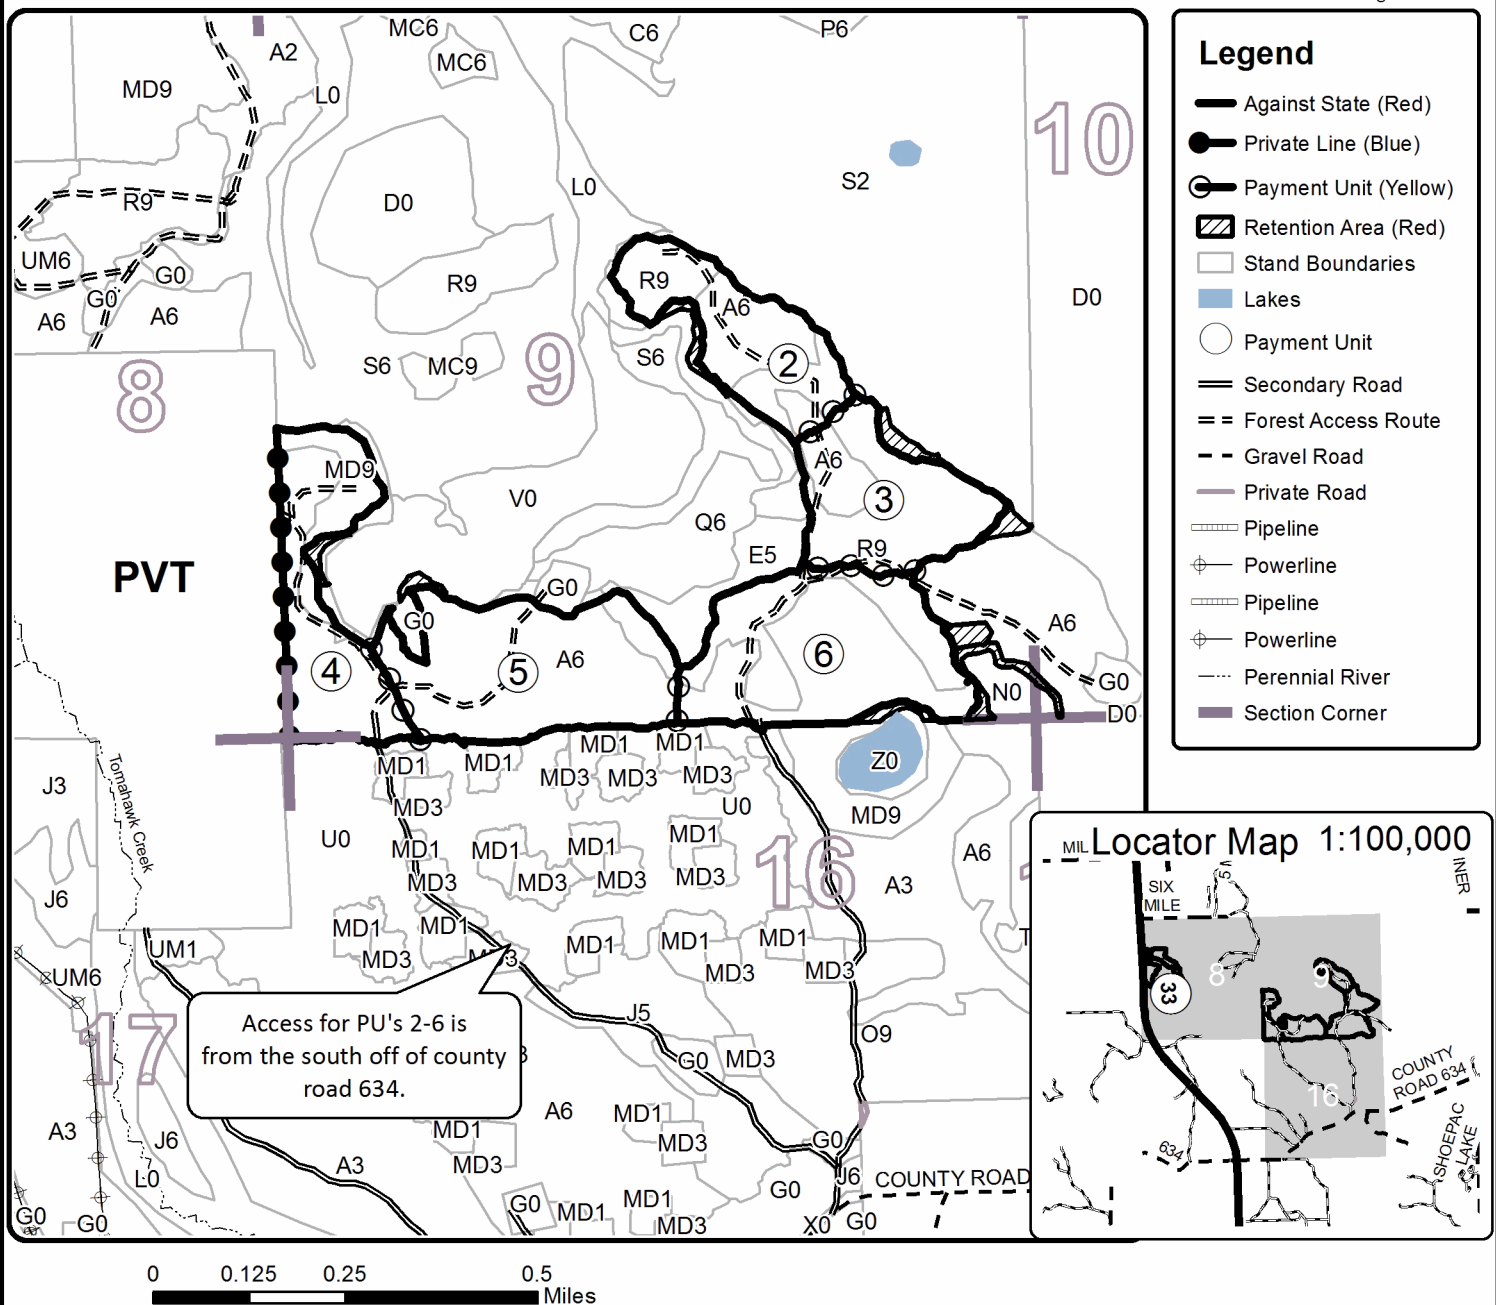 MC6
C6
P6
A2
MC6
MD9
L0
10
S2
L0
R9
D0
UM6
G0
R9
R9
G0
D0
A6
A6
A6
9
S6
S6
MC9
2
8
A6
MD9
V0
3
Q6
E5
R9
PVT
G0
G0
A6
4
5
A6
6
G0
N0
D0
MD1
MD1
MD1
MD1
Z0
J3
MD3
MD3
MD3
Tomahawk Creek
MD3
U0
MD9
U0
MD1
MD1
MD1
MD1
16
A6
MD3
MD3
MD3
MD3
A3
J6
MD1
MD1
MD1
MD1
MD1
UM1
MD3
MD3
MD3
UM6
17
Access for PU's 2-6 is
from the south off of county
road 634.
J5
O9
G0
MD3
A6
MD1
A3
J6
MD1
MD3
G0
A3
MD3
L0
J6
G0
G0
MD1
MD1
MD3
X0
G0
COUNTY ROAD
G0
G0
0 0.125 0.25 0.5
Miles
Legend
Against State (Red)
Private Line (Blue)
Payment Unit (Yellow)
Retention Area (Red)
Stand Boundaries
Lakes
Payment Unit
Secondary Road
Forest Access Route
Gravel Road
Private Road
Pipeline
Powerline
Pipeline
Powerline
Perennial River
Section Corner
Locator Map 1:100,000
MIL
SIX
MILE
5
INER
8
9
33
COUNTY
ROAD 634
16
634
SHOEPAC
LAKE